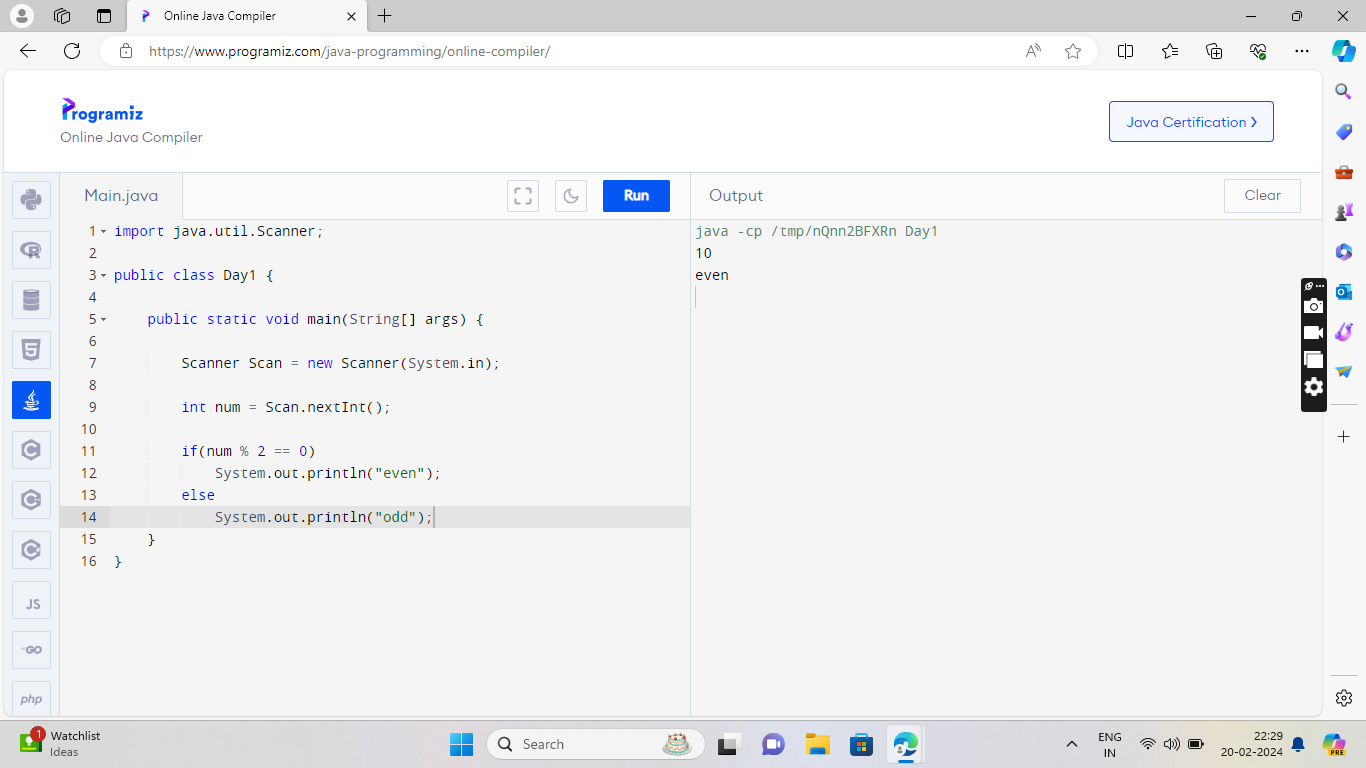 Online Java Compiler
https://www.programiz.com/java-programming/online-compiler/
Programiz
Online Java Compiler
Java Certification ❯
Main.java
Run
Output
Clear
1 import java.util.Scanner;
2
3 public class Day1 {
4
5 public static void main(String[] args) {
6
7 Scanner Scan = new Scanner(System.in);
8
9 int num = Scan.nextInt();
10
11 if(num % 2 == 0)
12 System.out.println("even");
13 else
14 System.out.println("odd");
15 }
16 }
java -cp /tmp/nQnn2BFXRn Day1
10
even
JS
GO
php
1
Watchlist
Ideas
Search
ENG
IN
22:29
20-02-2024
PRE